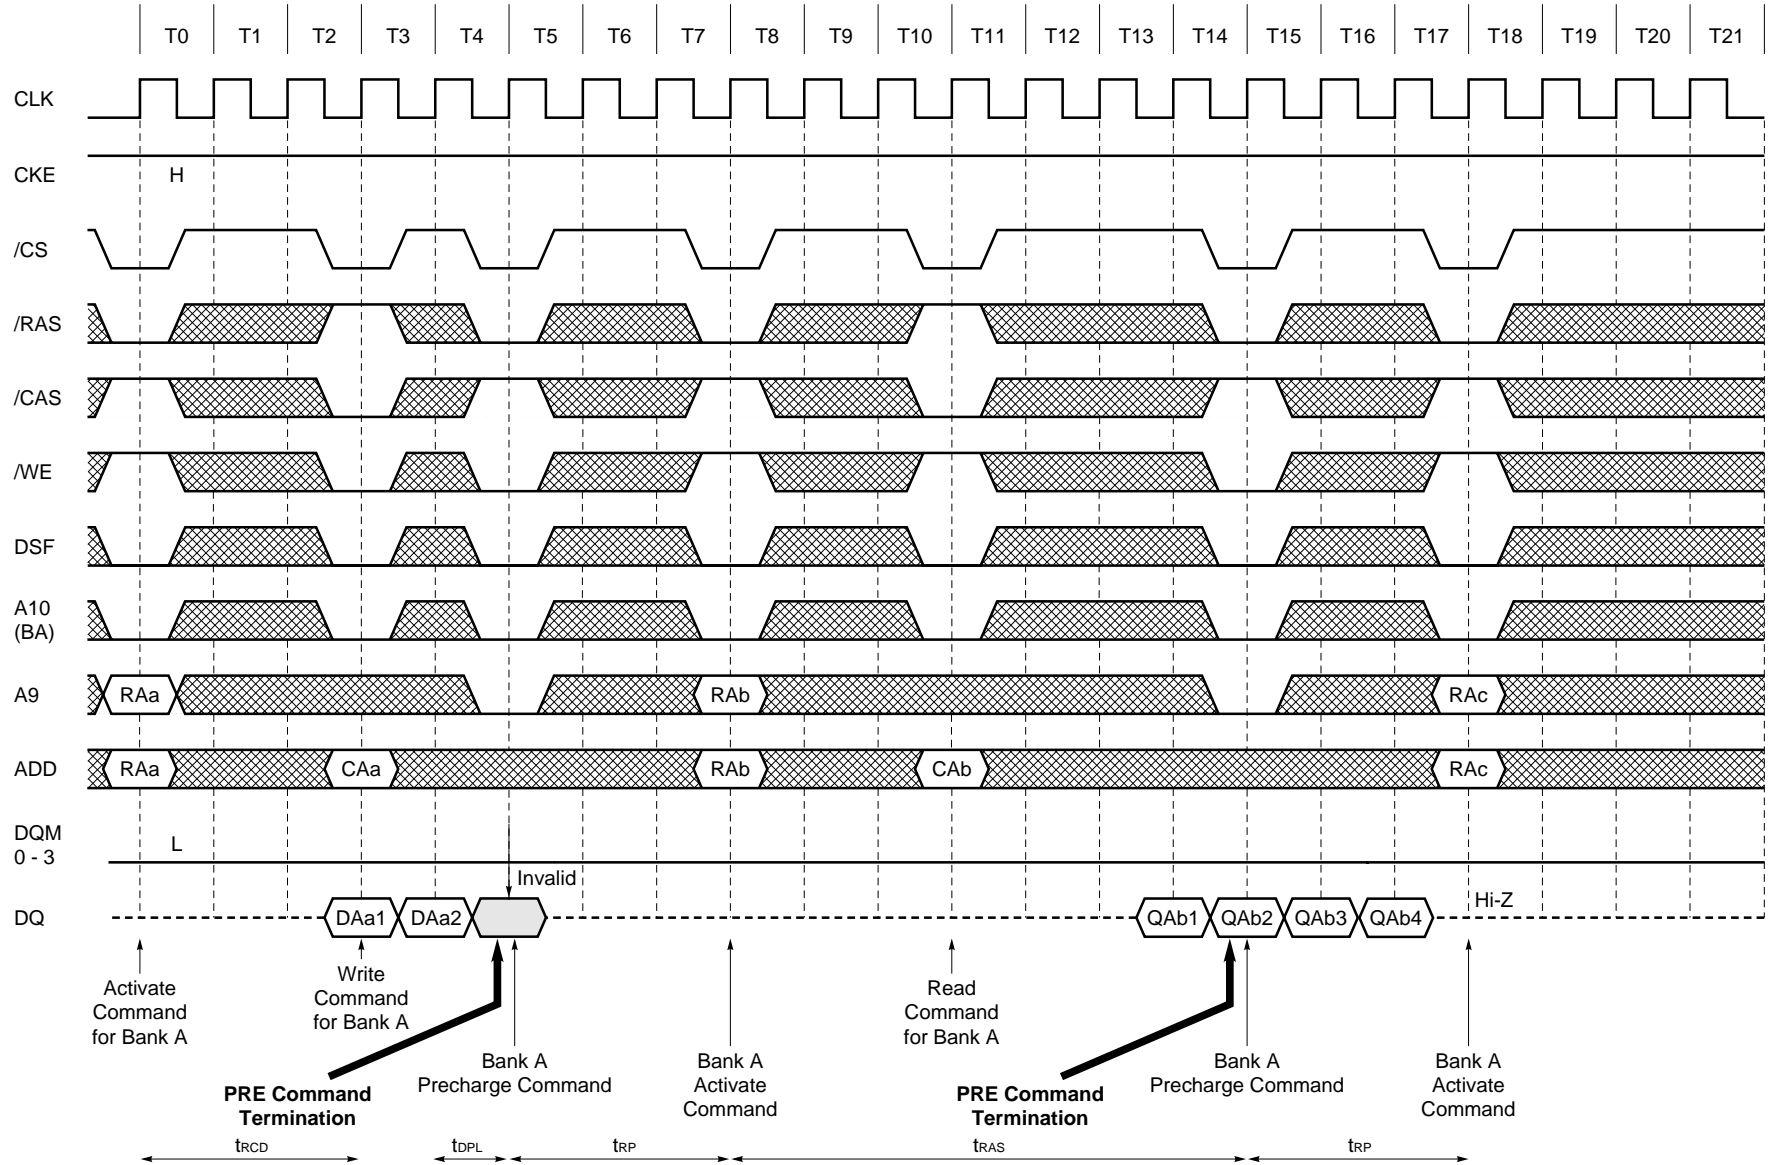 T0 T1 T2 T3 T4 T5 T6 T7 T8 T9 T10 T11 T12 T13 T14 T15 T16 T17 T18 T19 T20 T21
CLK
CKE H
/CS
/RAS
/CAS
/WE
DSF
A10
(BA)
A9 RAa RAb RAc
ADD RAa CAa RAb CAb RAc
DQM
0 - 3
L
Invalid
DQ DAa1 DAa2 QAb1 QAb2 QAb3 QAb4 Hi-Z
Activate
Command
for Bank A
Write
Command
for Bank A
PRE Command
Termination
Bank A
Precharge Command
Bank A
Activate
Command
Read
Command
for Bank A
PRE Command
Termination
Bank A
Precharge Command
Bank A
Activate
Command
tRCD tDPL tRP tRAS tRP